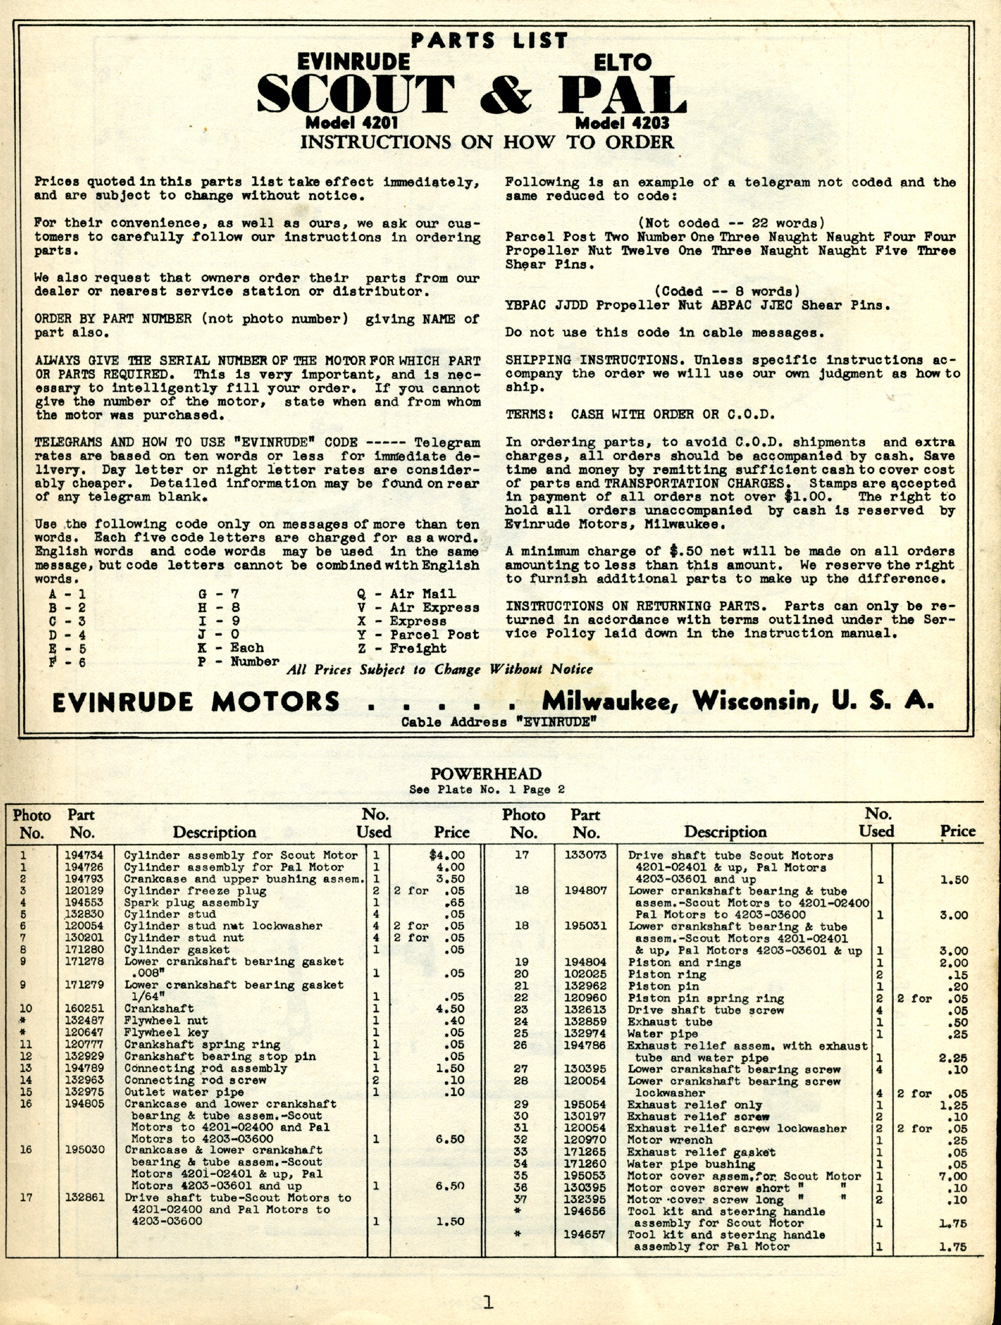 PARTS LIST
EVINRUDE ELTO
SCOUT & PAL
Model 4201 Model 4203
INSTRUCTIONS ON HOW TO ORDER
Prices quoted in this parts list take effect immediately,
and are subject to change without notice.
For their convenience, as well as ours, we ask our cus-
tomers to carefully follow our instructions in ordering
parts.
We also request that owners order their parts from our
dealer or nearest service station or distributor.
ORDER BY PART NUMBER (not photo number) giving NAME of
part also.
ALWAYS GIVE THE SERIAL NUMBER OF THE MOTOR FOR WHICH PART
OR PARTS REQUIRED. This is very important, and is nec-
essary to intelligently fill your order. If you cannot
give the number of the motor, state when and from whom
the motor was purchased.
TELEGRAMS AND HOW TO USE "EVINRUDE" CODE ----- Telegram
rates are based on ten words or less for immediate de-
livery. Day letter or night letter rates are consider-
ably cheaper. Detailed information may be found on rear
of any telegram blank.
Use the following code only on messages of more than ten
words. Each five code letters are charged for as a word.
English words and code words may be used in the same
message, but code letters cannot be combined with English
words.
A - 1 G - 7 Q - Air Mail
B - 2 H - 8 V - Air Express
C - 3 I - 9 X - Express
D - 4 J - O Y - Parcel Post
E - 5 K - Each Z - Freight
F - 6 P - Number
Following is an example of a telegram not coded and the
same reduced to code:
(Not coded -- 22 words)
Parcel Post Two Number One Three Naught Naught Four Four
Propeller Nut Twelve One Three Naught Naught Five Three
Shear Pins.
(Coded -- 8 words)
YBPAC JJDD Propeller Nut ABPAC JJEC Shear Pins.
Do not use this code in cable messages.
SHIPPING INSTRUCTIONS. Unless specific instructions ac-
company the order we will use our own judgment as how to
ship.
TERMS: CASH WITH ORDER OR C.O.D.
In ordering parts, to avoid C.O.D. shipments and extra
charges, all orders should be accompanied by cash. Save
time and money by remitting sufficient cash to cover cost
of parts and TRANSPORTATION CHARGES. Stamps are accepted
in payment of all orders not over $1.00. The right to
hold all orders unaccompanied by cash is reserved by
Evinrude Motors, Milwaukee.
A minimum charge of $.50 net will be made on all orders
amounting to less than this amount. We reserve the right
to furnish additional parts to make up the difference.
INSTRUCTIONS ON RETURNING PARTS. Parts can only be re-
turned in accordance with terms outlined under the Ser-
vice Policy laid down in the instruction manual.
All Prices Subject to Change Without Notice
EVINRUDE MOTORS . . . . . Milwaukee, Wisconsin, U. S. A.
Cable Address "EVINRUDE"
POWERHEAD
See Plate No. 1 Page 2
Photo Part No.
No. No. Description Used Price
1 194734 Cylinder assembly for Scout Motor 1 $4.00
1 194726 Cylinder assembly for Pal Motor 1 4.00
2 194793 Crankcase and upper bushing assem. 1 3.50
3 120129 Cylinder freeze plug 2 2 for .05
4 194553 Spark plug assembly 1 .65
5 132830 Cylinder stud 4 .05
6 120054 Cylinder stud nut lockwasher 4 2 for .05
7 130201 Cylinder stud nut 4 2 for .05
8 171280 Cylinder gasket 1 .05
9 171278 Lower crankshaft bearing gasket
.008" 1 .05
9 171279 Lower crankshaft bearing gasket
1/64" 1 .05
10 160251 Crankshaft 1 4.50
* 132487 Flywheel nut 1 .40
* 120647 Flywheel key 1 .05
11 120777 Crankshaft spring ring 1 .05
12 132929 Crankshaft bearing stop pin 1 .05
13 194789 Connecting rod assembly 1 1.50
14 132963 Connecting rod screw 2 .10
15 132975 Outlet water pipe 1 .10
16 194805 Crankcase and lower crankshaft
bearing & tube assem.-Scout
Motors to 4201-02400 and Pal
Motors to 4203-03600 1 6.50
16 195030 Crankcase & lower crankshaft
bearing & tube assem.-Scout
Motors 4201-02401 & up, Pal
Motors 4203-03601 and up 1 6.50
17 132861 Drive shaft tube-Scout Motors to
4201-02400 and Pal Motors to
4203-03600 1 1.50
Photo Part No.
No. No. Description Used Price
17 133073 Drive shaft tube Scout Motors
4201-02401 & up, Pal Motors
4203-03601 and up 1 1.50
18 194807 Lower crankshaft bearing & tube
assem.-Scout Motors to 4201-02400
Pal Motors to 4203-03600 1 3.00
18 195031 Lower crankshaft bearing & tube
assem.-Scout Motors 4201-02401
& up, Pal Motors 4203-03601 & up 1 3.00
19 194804 Piston and rings 1 2.00
20 102025 Piston ring 2 .15
21 132962 Piston pin 1 .20
22 120960 Piston pin spring ring 2 2 for .05
23 132613 Drive shaft tube screw 4 .05
24 132859 Exhaust tube 1 .50
25 132974 Water pipe 1 .25
26 194786 Exhaust relief assem. with exhaust
tube and water pipe 1 2.25
27 130395 Lower crankshaft bearing screw 4 .10
28 120054 Lower crankshaft bearing screw
lockwasher 4 2 for .05
29 195054 Exhaust relief only 1 1.25
30 130197 Exhaust relief screw 2 .10
31 120054 Exhaust relief screw lockwasher 2 2 for .05
32 120970 Motor wrench 1 .25
33 171265 Exhaust relief gasket 1 .05
34 171260 Water pipe bushing 1 .05
35 195053 Motor cover assem. for Scout Motor 1 7.00
36 130395 Motor cover screw short " " 1 .10
37 132395 Motor cover screw long " " 2 .10
* 194656 Tool kit and steering handle
assembly for Scout Motor 1 1.75
* 194657 Tool kit and steering handle
assembly for Pal Motor 1 1.75
1